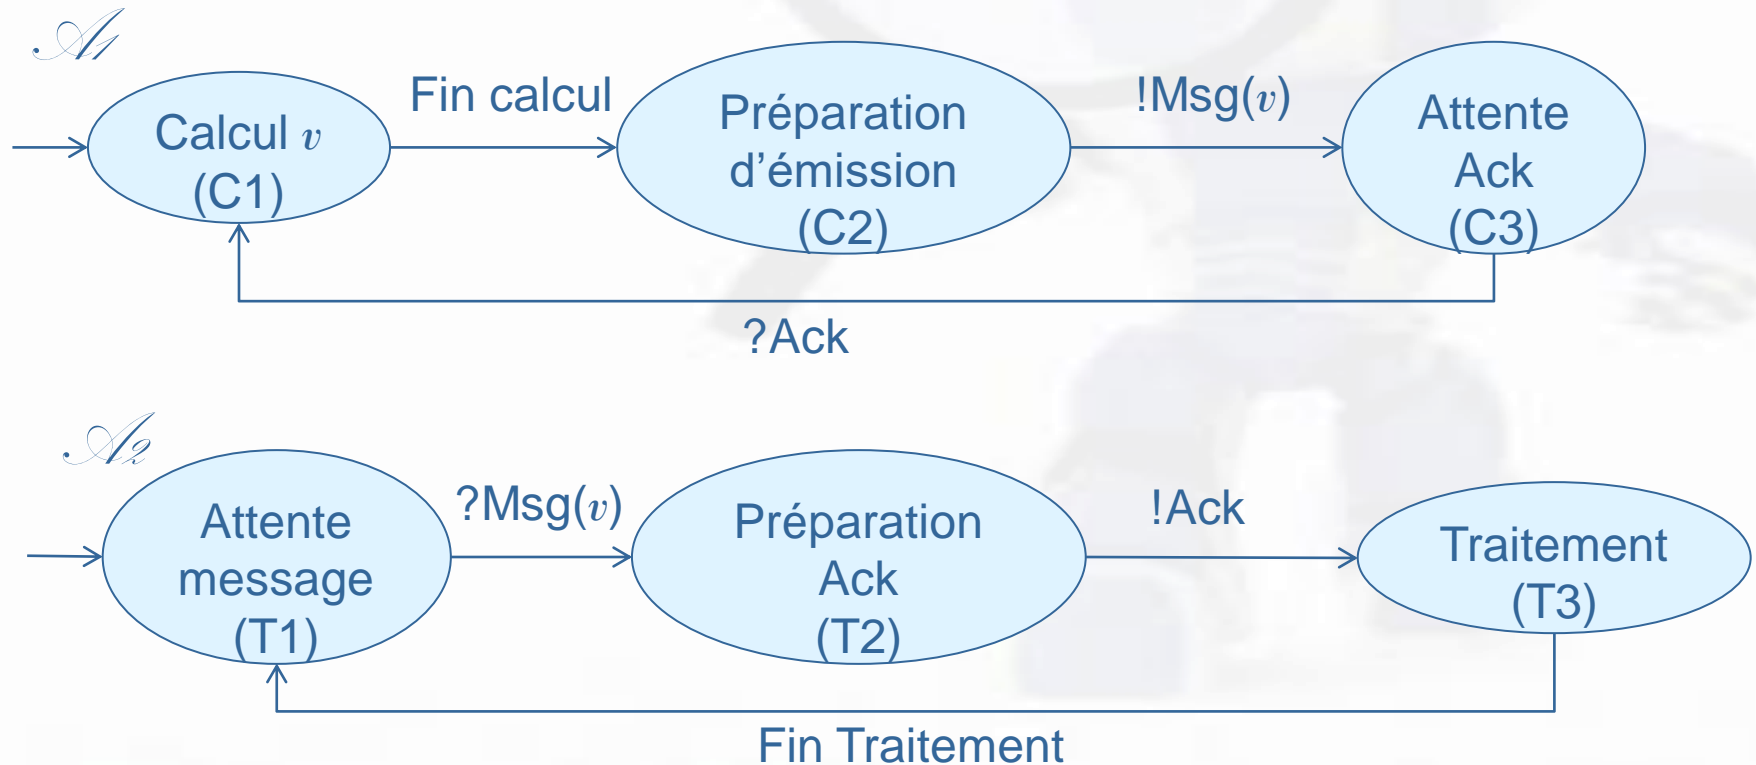 A1
Calcul v
(C1)
Fin calcul
Préparation
d’émission
(C2)
!Msg(v)
Attente
Ack
(C3)
?Ack
A2
Attente
message
(T1)
?Msg(v)
Préparation
Ack
(T2)
!Ack
Traitement
(T3)
Fin Traitement